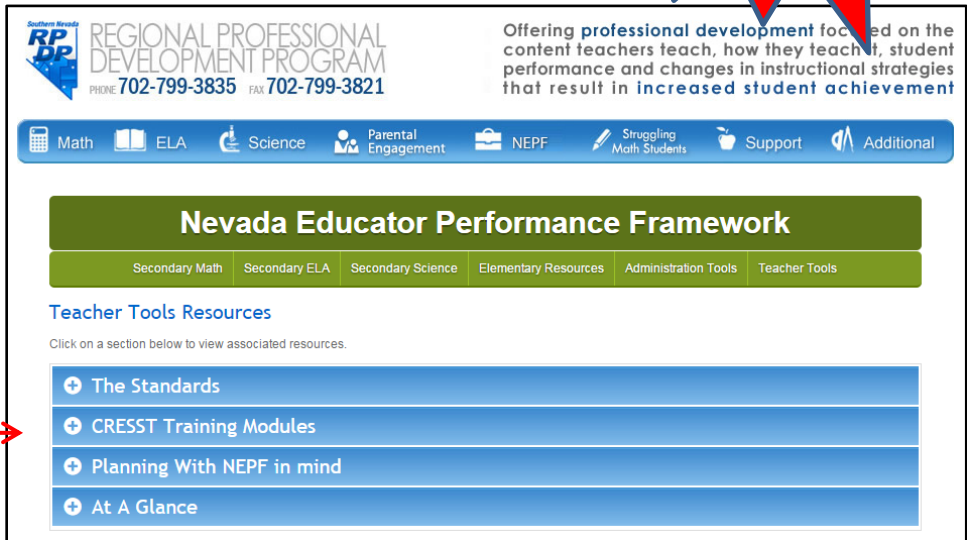 Southern Nevada
RP
DP
REGIONAL PROFESSIONAL
DEVELOPMENT PROGRAM
PHONE 702-799-3835 FAX 702-799-3821
Offering professional development focused on the
content teachers teach, how they teach it, student
performance and changes in instructional strategies
that result in increased student achievement
Math
ELA
Science
Parental
Engagement
NEPF
Struggling
Math Students
Support
Additional
Nevada Educator Performance Framework
Secondary Math Secondary ELA Secondary Science Elementary Resources Administration Tools Teacher Tools
Teacher Tools Resources
Click on a section below to view associated resources.
The Standards
CRESST Training Modules
Planning With NEPF in mind
At A Glance